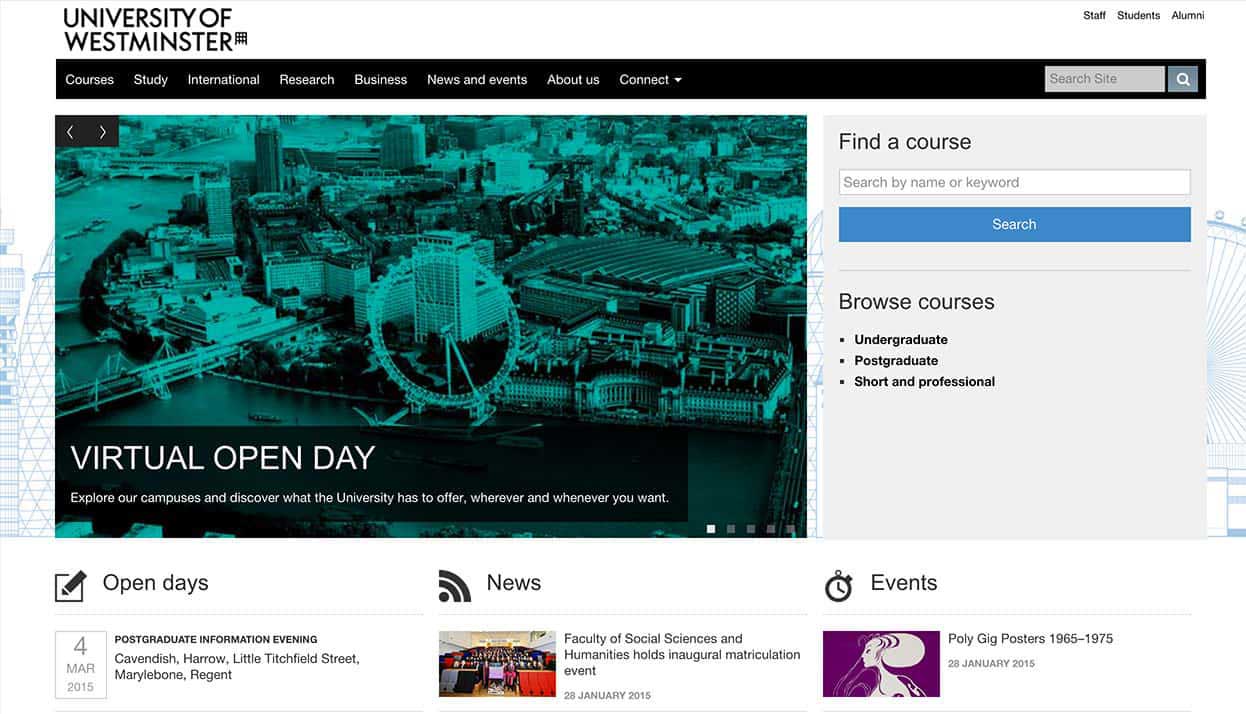 UNIVERSITY OF
WESTMINSTER
Staff Students Alumni
Courses Study International Research Business News and events About us Connect
Search Site
VIRTUAL OPEN DAY
Explore our campuses and discover what the University has to offer, wherever and whenever you want.
Find a course
Search by name or keyword
Search
Browse courses
Undergraduate
Postgraduate
Short and professional
Open days
4
MAR
2015
POSTGRADUATE INFORMATION EVENING
Cavendish, Harrow, Little Titchfield Street,
Marylebone, Regent
News
Faculty of Social Sciences and
Humanities holds inaugural matriculation
event
28 JANUARY 2015
Events
Poly Gig Posters 1965–1975
28 JANUARY 2015